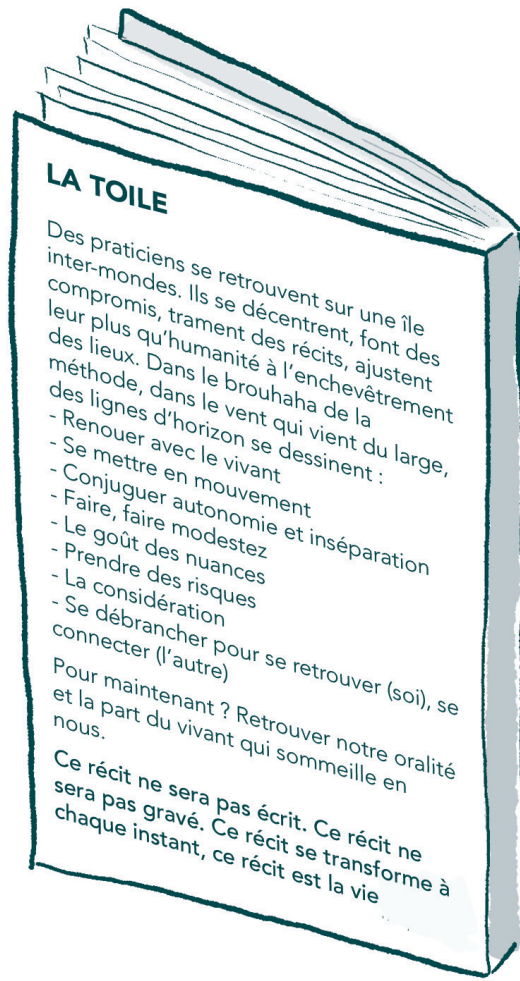 LA TOILE
Des praticiens se retrouvent sur une île
inter-mondes. Ils se décentrent, font des
compromis, trament des récits, ajustent
leur plus qu'humanité à l'enchevêtrement
des lieux. Dans le brouhaha de la
méthode, dans le vent qui vient du large,
des lignes d'horizon se dessinent :
- Renouer avec le vivant
- Se mettre en mouvement
- Conjuguer autonomie et inséparation
- Faire, faire modestez
- Le goût des nuances
- Prendre des risques
- La considération
- Se débrancher pour se retrouver (soi), se
connecter (l'autre)
Pour maintenant ? Retrouver notre oralité
et la part du vivant qui sommeille en
nous.
Ce récit ne sera pas écrit. Ce récit ne
sera pas gravé. Ce récit se transforme à
chaque instant, ce récit est la vie